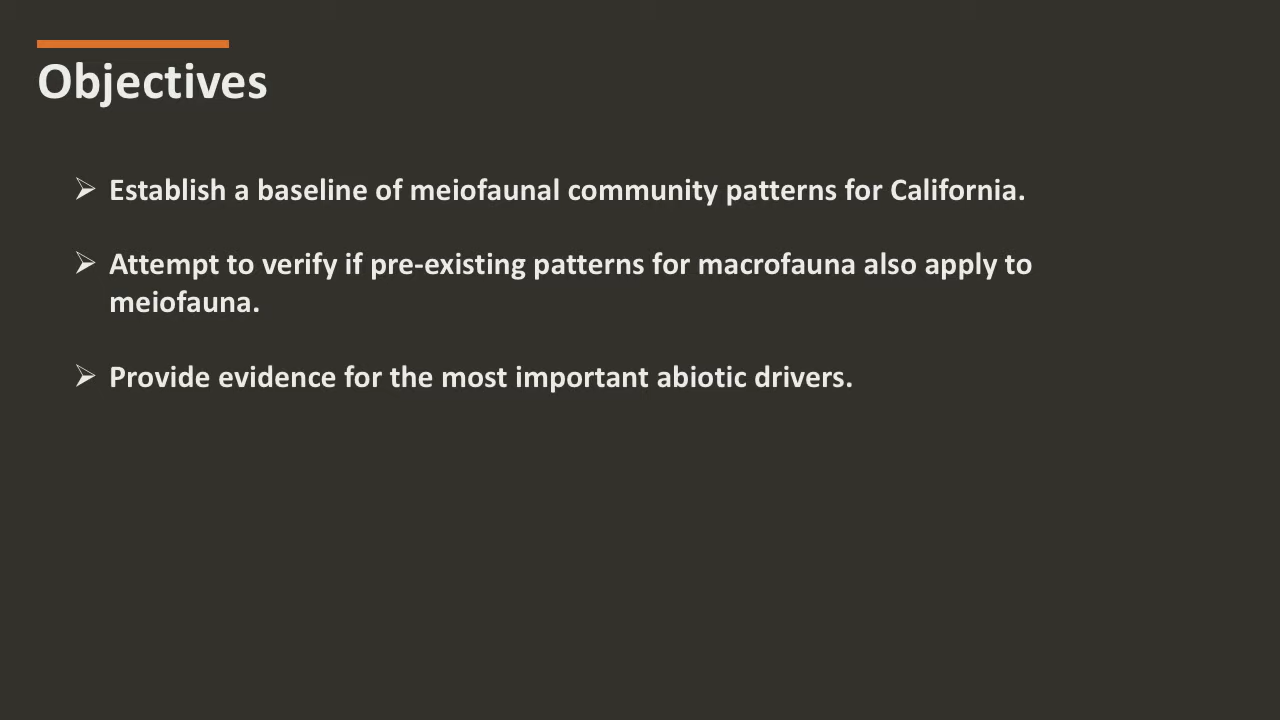 Objectives
➢ Establish a baseline of meiofaunal community patterns for California.
➢ Attempt to verify if pre-existing patterns for macrofauna also apply to
meiofauna.
➢ Provide evidence for the most important abiotic drivers.